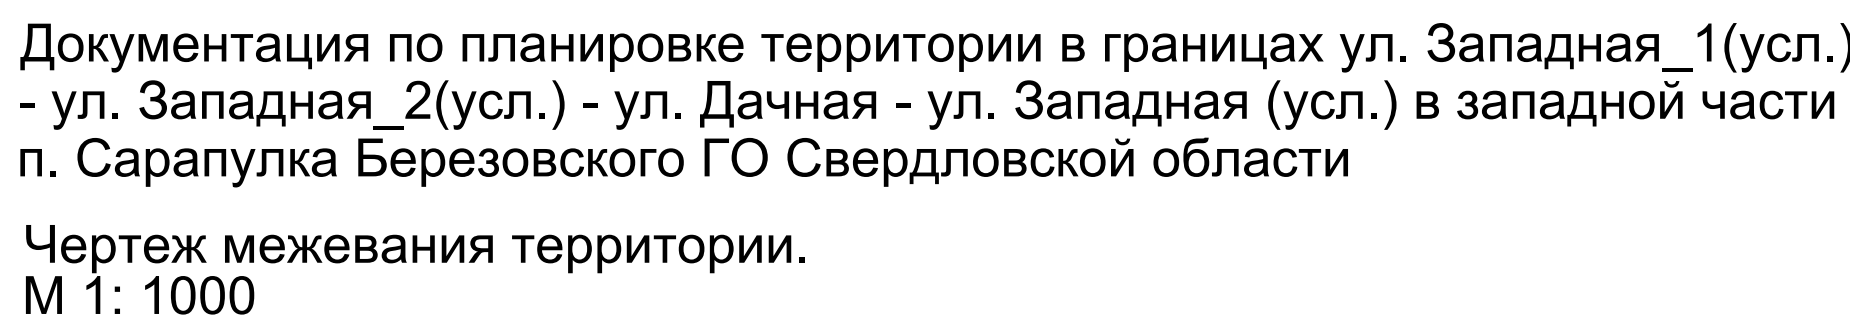 Документация по планировке территории в границах ул. Западная_1(усл.)
- ул. Западная_2(усл.) - ул. Дачная - ул. Западная (усл.) в западной части
п. Сарапулка Березовского ГО Свердловской области
Чертеж межевания территории.
М 1: 1000